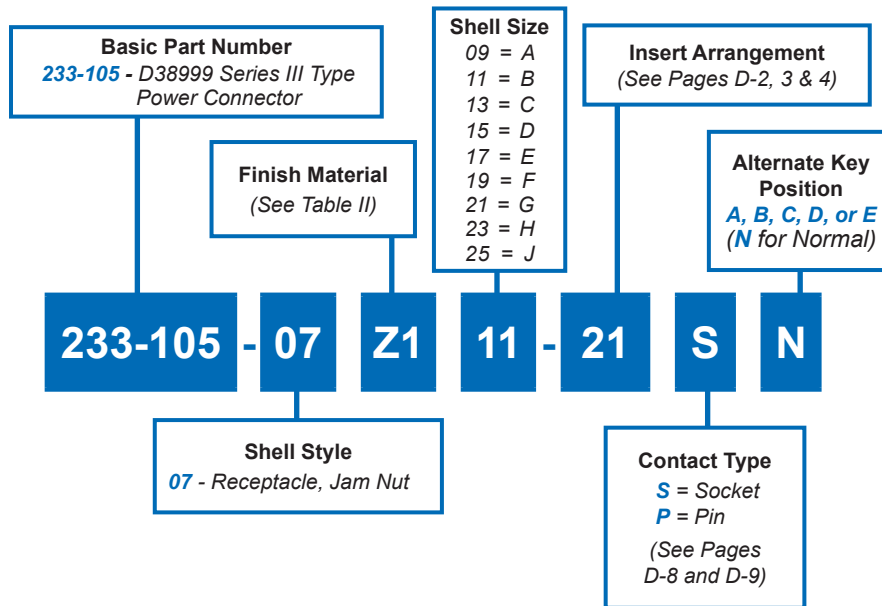 Basic Part Number
233-105 - D38999 Series III Type
Power Connector
Finish Material
(See Table II)
Shell Size
09 = A
11 = B
13 = C
15 = D
17 = E
19 = F
21 = G
23 = H
25 = J
Insert Arrangement
(See Pages D-2, 3 & 4)
Alternate Key
Position
A, B, C, D, or E
(N for Normal)
233-105 - 07 Z1 11 - 21 S N
Shell Style
07 - Receptacle, Jam Nut
Contact Type
S = Socket
P = Pin
(See Pages
D-8 and D-9)